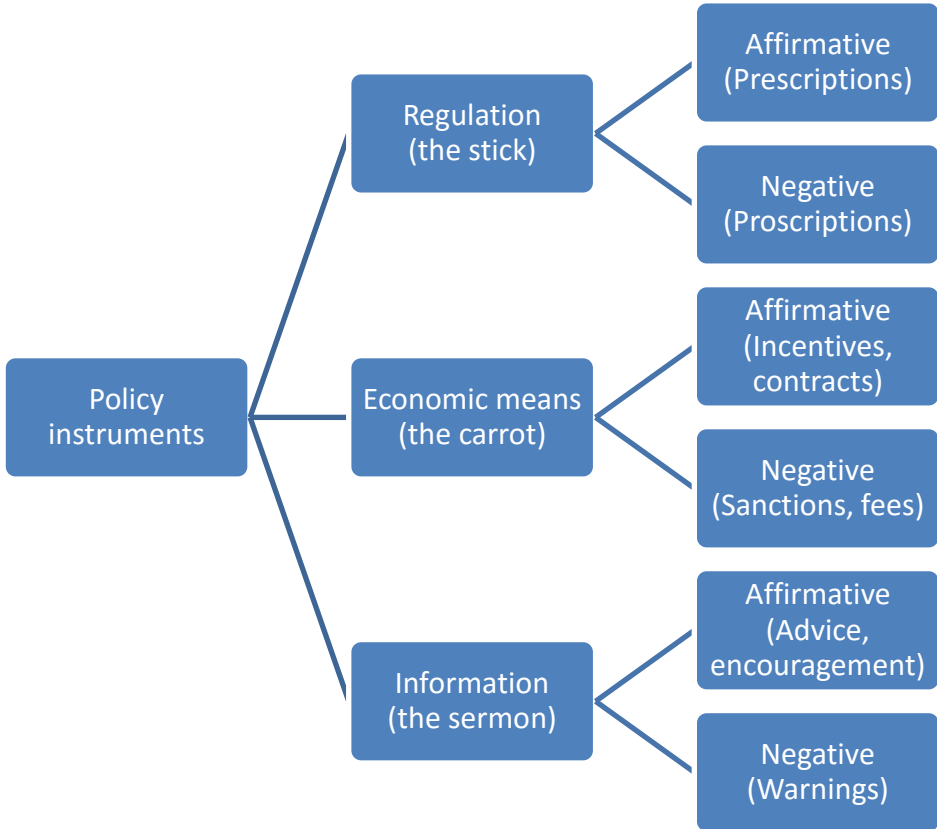 Policy
instruments
Regulation
(the stick)
Affirmative
(Prescriptions)
Negative
(Proscriptions)
Economic means
(the carrot)
Affirmative
(Incentives,
contracts)
Negative
(Sanctions, fees)
Information
(the sermon)
Affirmative
(Advice,
encouragement)
Negative
(Warnings)